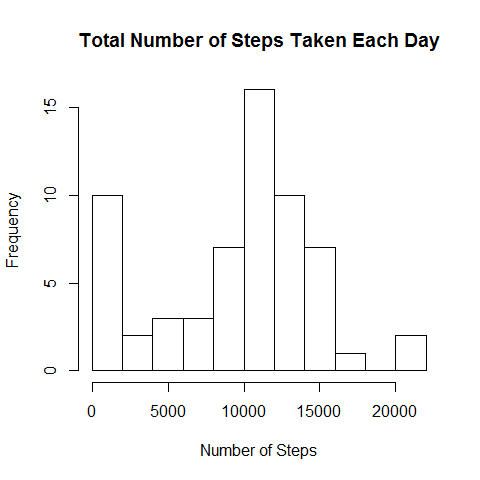 Total Number of Steps Taken Each Day
Frequency
15
10
5
0
0 5000 10000 15000 20000
Number of Steps